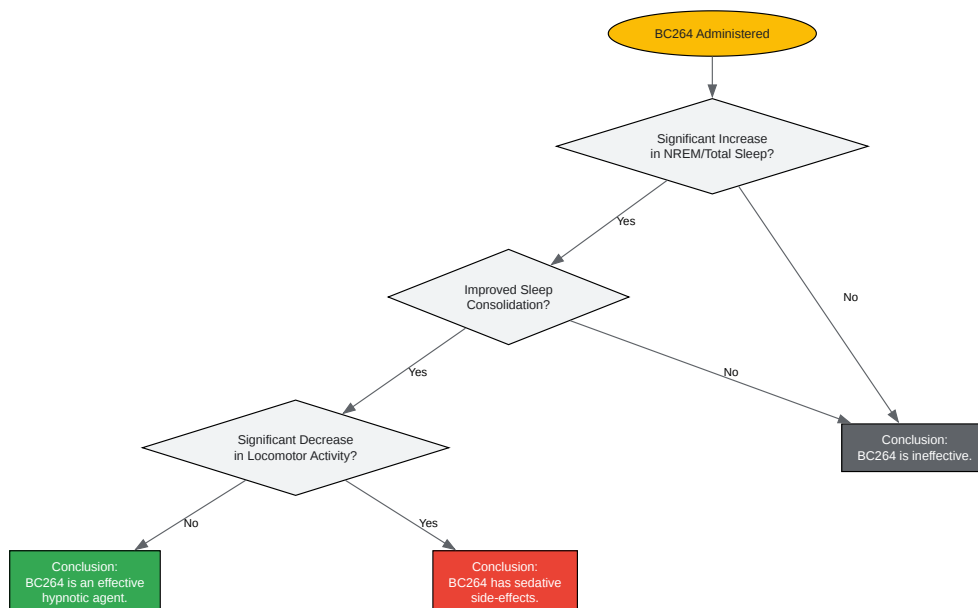 BC264 Administered
Significant Increase
in NREM/Total Sleep?
Yes
No
Improved Sleep
Consolidation?
Yes
No
Significant Decrease
in Locomotor Activity?
Conclusion:
BC264 is ineffective.
No
Yes
Conclusion:
BC264 is an effective
hypnotic agent.
Conclusion:
BC264 has sedative
side-effects.